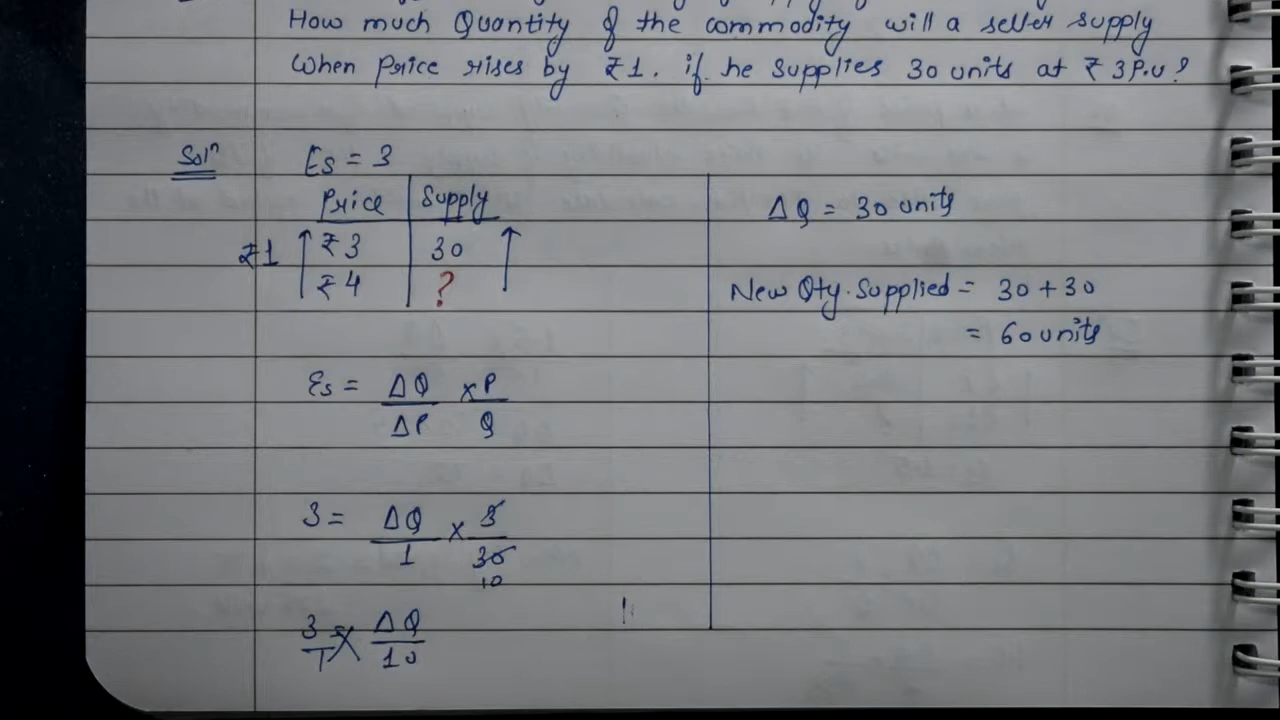 How much Quantity of the commodity will a seller supply
When price rises by ₹1. if he supplies 30 units at ₹3 P.U?
Solⁿ
Es = 3
Price Supply
₹1 ↑ ₹3 30 ↑
₹4 ?
Es = ΔQ/ΔP × P/Q
3 = ΔQ/1 × 3/30
10
3/1 = ΔQ/10
ΔQ = 30 units
New Qty. Supplied = 30 + 30
= 60 units